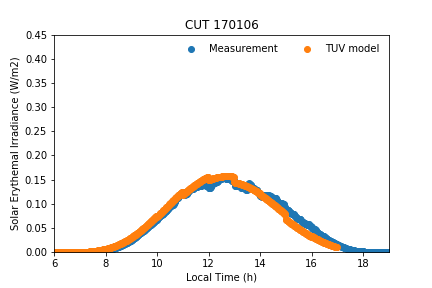 CUT 170106
Measurement
TUV model
Solar Erythemal Irradiance (W/m2)
0.45
0.40
0.35
0.30
0.25
0.20
0.15
0.10
0.05
0.00
6 8 10 12 14 16 18
Local Time (h)